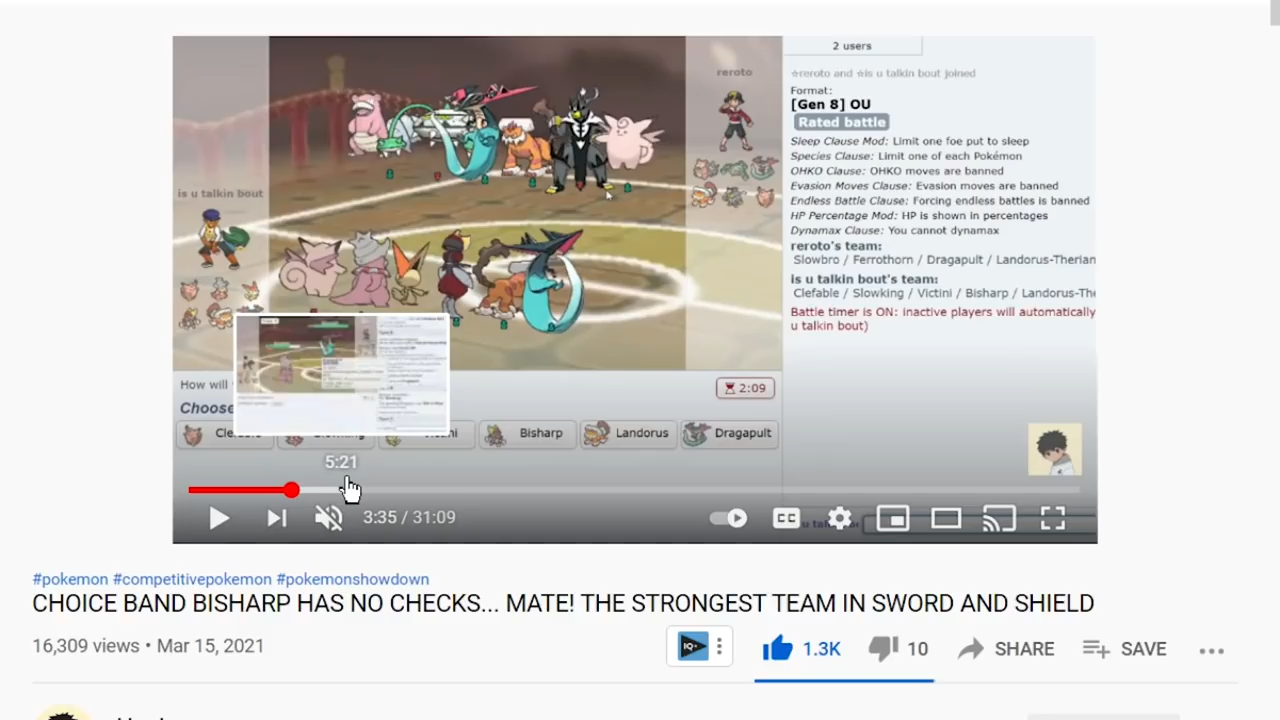 2 users
☆reroto and ☆is u talkin bout joined
Format:
[Gen 8] OU
Rated battle
Sleep Clause Mod: Limit one foe put to sleep
Species Clause: Limit one of each Pokémon
OHKO Clause: OHKO moves are banned
Evasion Moves Clause: Evasion moves are banned
Endless Battle Clause: Forcing endless battles is banned
HP Percentage Mod: HP is shown in percentages
Dynamax Clause: You cannot dynamax
reroto's team:
Slowbro / Ferrothorn / Dragapult / Landorus-Therian
is u talkin bout's team:
Clefable / Slowking / Victini / Bisharp / Landorus-The
Battle timer is ON: inactive players will automatically
u talkin bout)
reroto
is u talkin bout
How will
2:09
Choose
Bisharp
Landorus
Dragapult
5:21
3:35 / 31:09
CC
#pokemon #competitivepokemon #pokemonshowdown
CHOICE BAND BISHARP HAS NO CHECKS... MATE! THE STRONGEST TEAM IN SWORD AND SHIELD
16,309 views • Mar 15, 2021
IQ+
1.3K
10
SHARE
SAVE